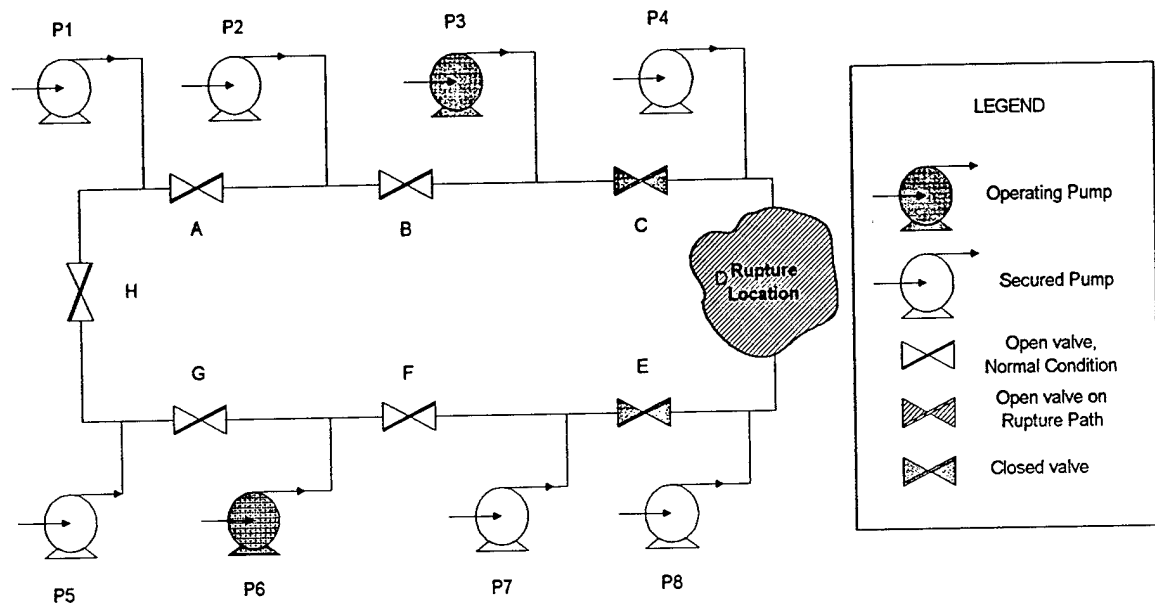 P1
P2
P3
P4
A
B
C
H
D Rupture
Location
G
F
E
P5
P6
P7
P8
LEGEND
Operating Pump
Secured Pump
Open valve,
Normal Condition
Open valve on
Rupture Path
Closed valve